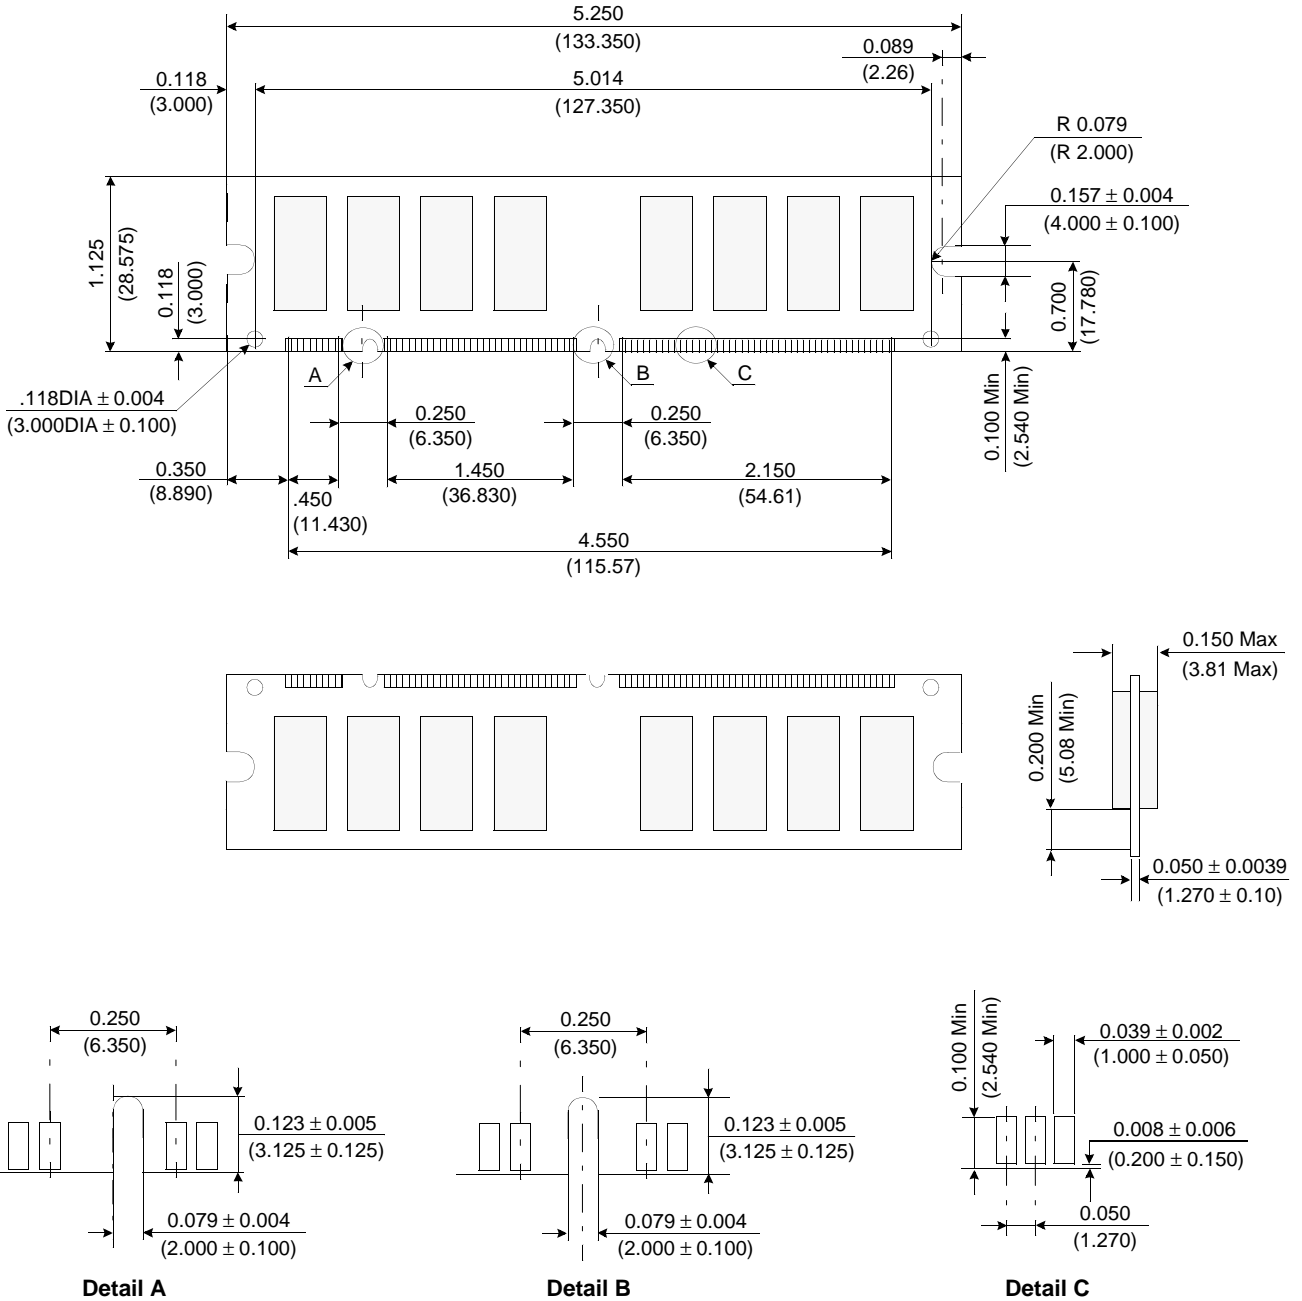 5.250
(133.350)
0.089
(2.26)
0.118
(3.000)
5.014
(127.350)
R 0.079
(R 2.000)
0.157 ± 0.004
(4.000 ± 0.100)
1.125
(28.575)
0.118
(3.000)
0.700
(17.780)
A
B
C
.118DIA ± 0.004
(3.000DIA ± 0.100)
0.250
(6.350)
0.250
(6.350)
0.100 Min
(2.540 Min)
0.350
(8.890)
.450
(11.430)
1.450
(36.830)
2.150
(54.61)
4.550
(115.57)
0.150 Max
(3.81 Max)
0.200 Min
(5.08 Min)
0.050 ± 0.0039
(1.270 ± 0.10)
0.250
(6.350)
0.123 ± 0.005
(3.125 ± 0.125)
0.079 ± 0.004
(2.000 ± 0.100)
Detail A
0.250
(6.350)
0.123 ± 0.005
(3.125 ± 0.125)
0.079 ± 0.004
(2.000 ± 0.100)
Detail B
0.100 Min
(2.540 Min)
0.039 ± 0.002
(1.000 ± 0.050)
0.008 ± 0.006
(0.200 ± 0.150)
0.050
(1.270)
Detail C